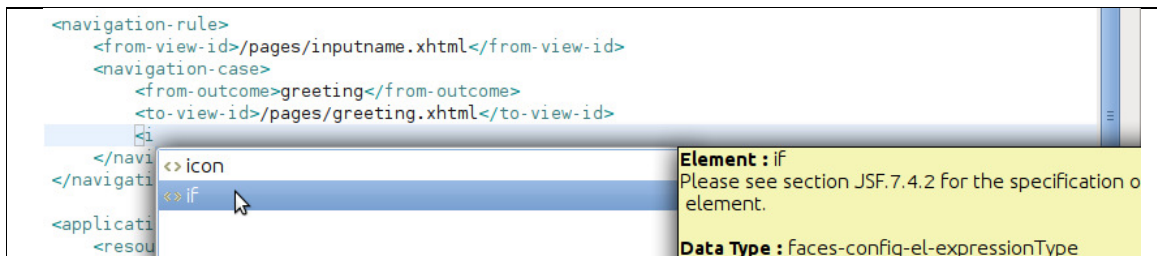 <navigation-rule>
<from-view-id>/pages/inputname.xhtml</from-view-id>
<navigation-case>
<from-outcome>greeting</from-outcome>
<to-view-id>/pages/greeting.xhtml</to-view-id>
<i
</navi
</navigati
<applicati
<resou
<> icon
<> if
Element : if
Please see section JSF.7.4.2 for the specification o
element.
Data Type : faces-config-el-expressionType